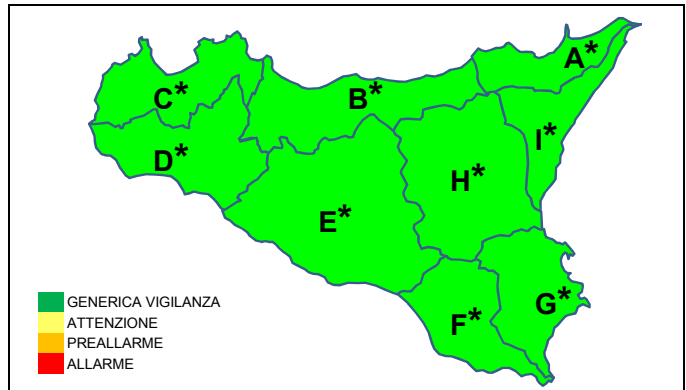 A*
C*
B*
I*
D*
H*
E*
G*
F*
GENERICA VIGILANZA
ATTENZIONE
PREALLARME
ALLARME